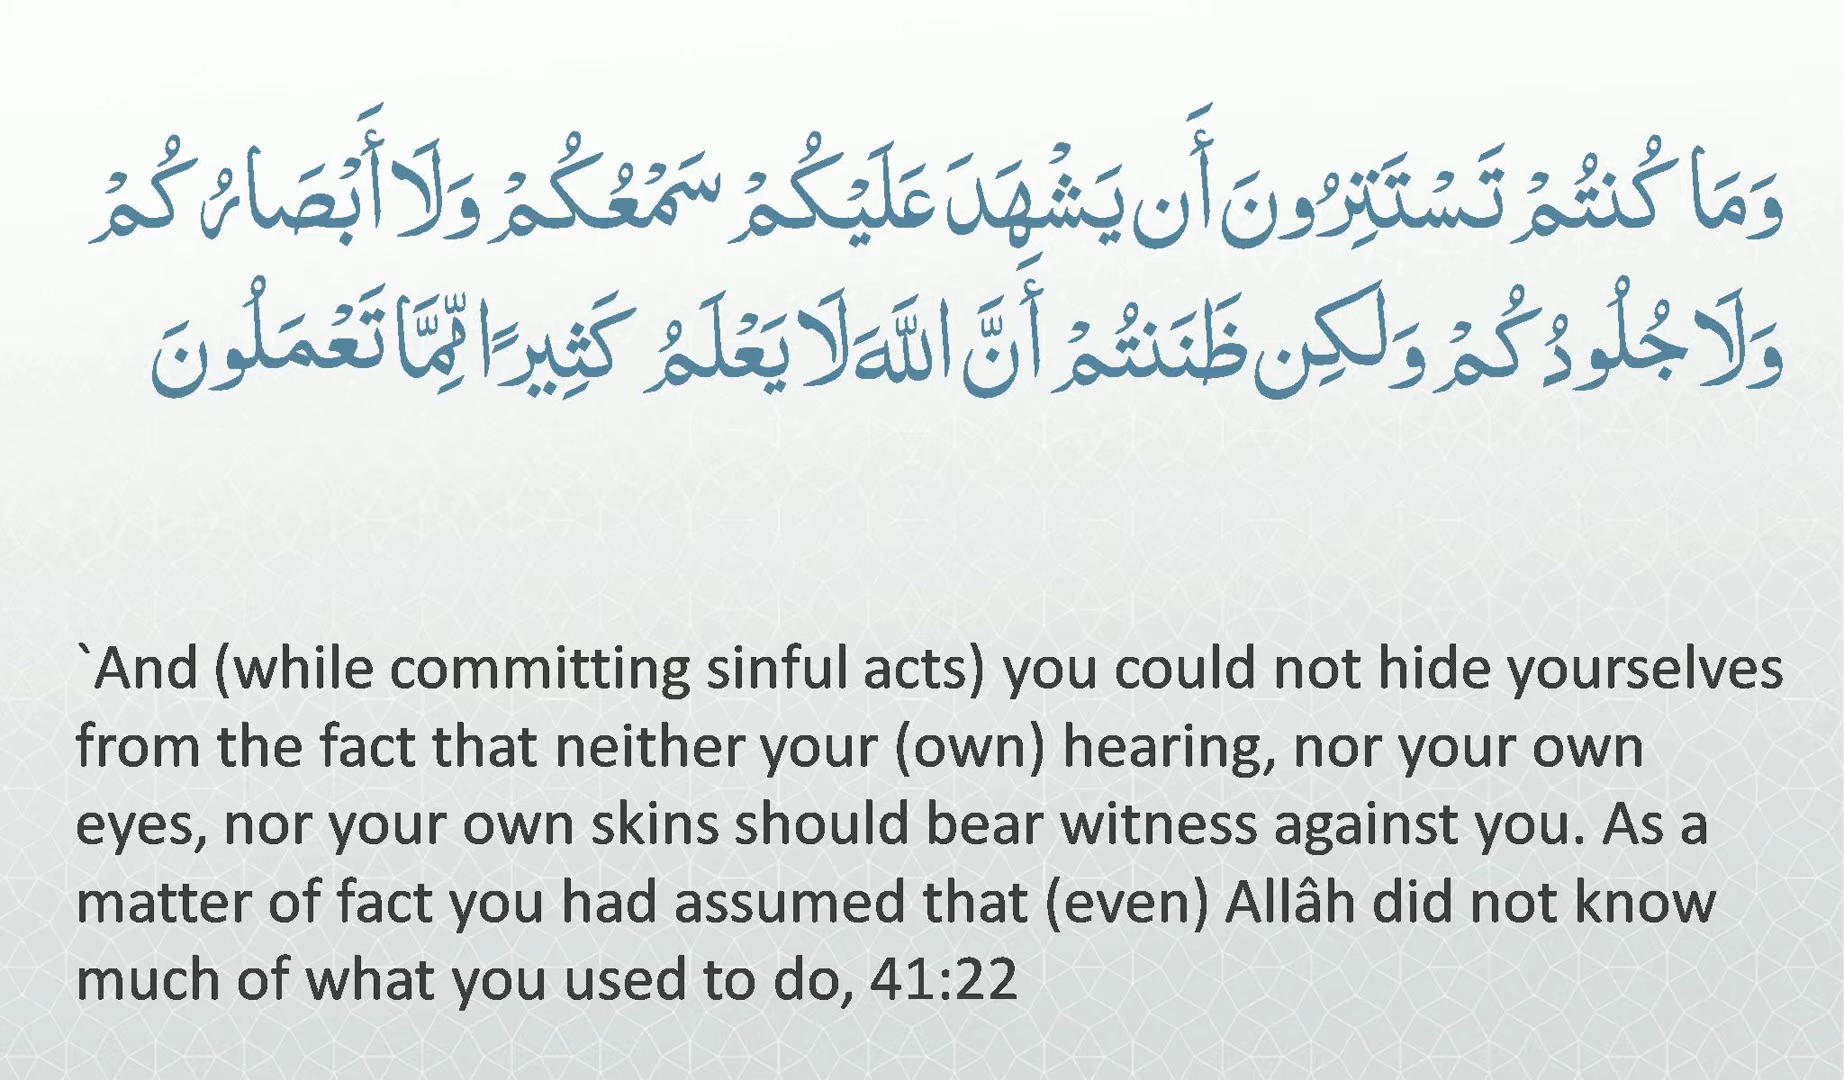 وَمَا كُنتُمْ تَسْتَتِرُونَ أَن يَشْهَدَ عَلَيْكُمْ سَمْعُكُمْ وَلَا أَبْصَارُكُمْ
وَلَا جُلُودُكُمْ وَلَكِن ظَنَنتُمْ أَنَّ اللَّهَ لَا يَعْلَمُ كَثِيرًا مِّمَّا تَعْمَلُونَ
`And (while committing sinful acts) you could not hide yourselves
from the fact that neither your (own) hearing, nor your own
eyes, nor your own skins should bear witness against you. As a
matter of fact you had assumed that (even) Allâh did not know
much of what you used to do, 41:22